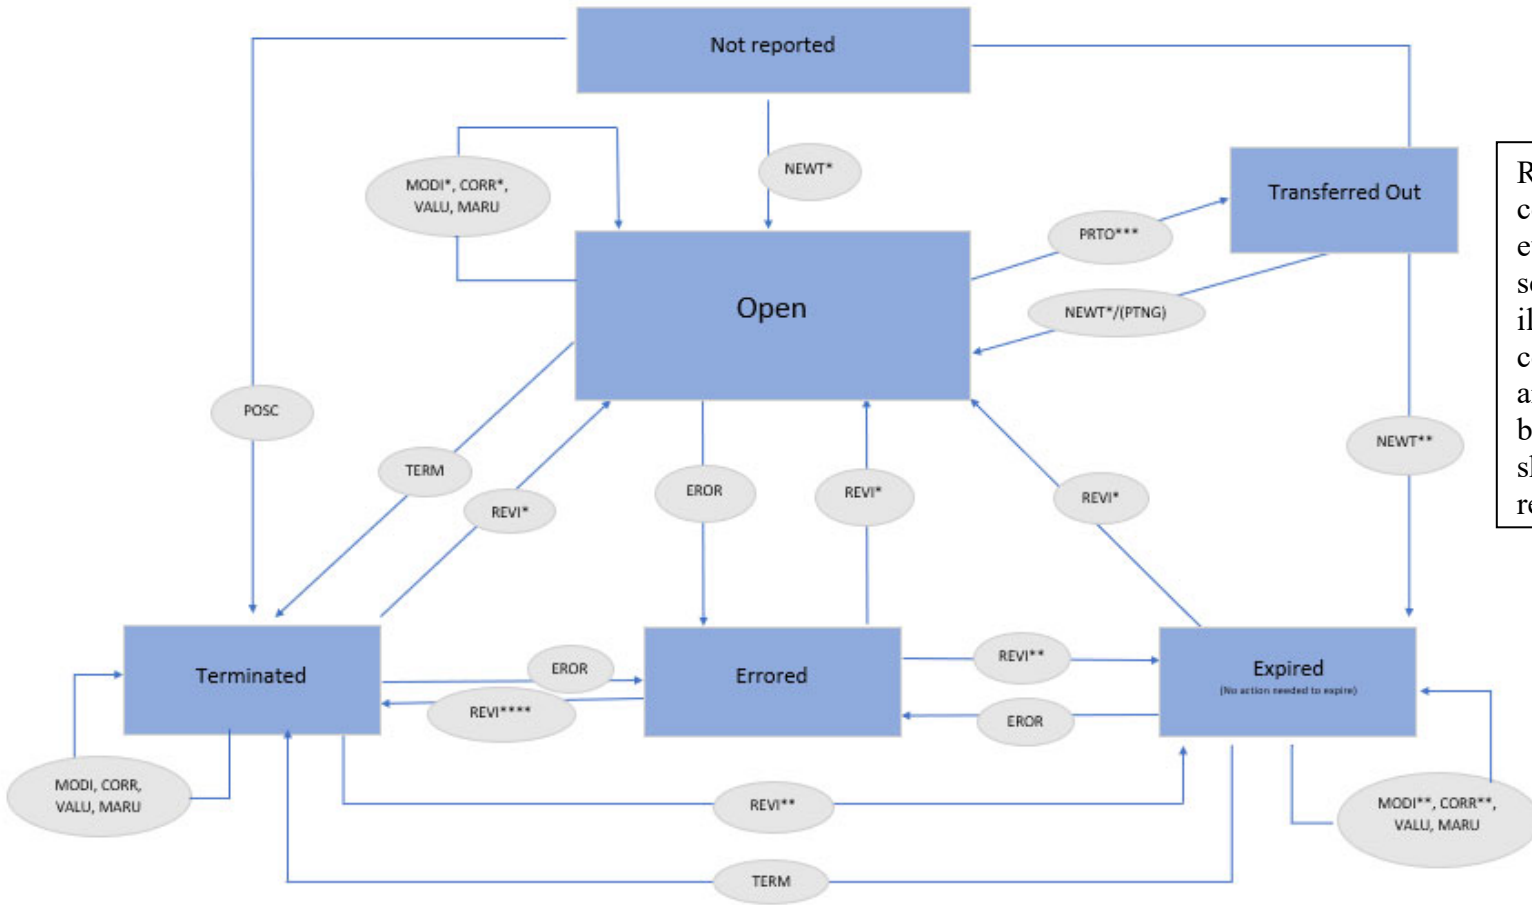 Not reported
NEWT*
MODI*, CORR*,
VALU, MARU
Transferred Out
PRTO***
Open
NEWT*/(PTNG)
POSC
NEWT**
TERM
REVI*
EROR
REVI*
REVI*
Terminated
EROR
REVI****
Errored
REVI**
EROR
Expired
(No action needed to expire)
MODI, CORR,
VALU, MARU
REVI**
MODI**, CORR**,
VALU, MARU
TERM